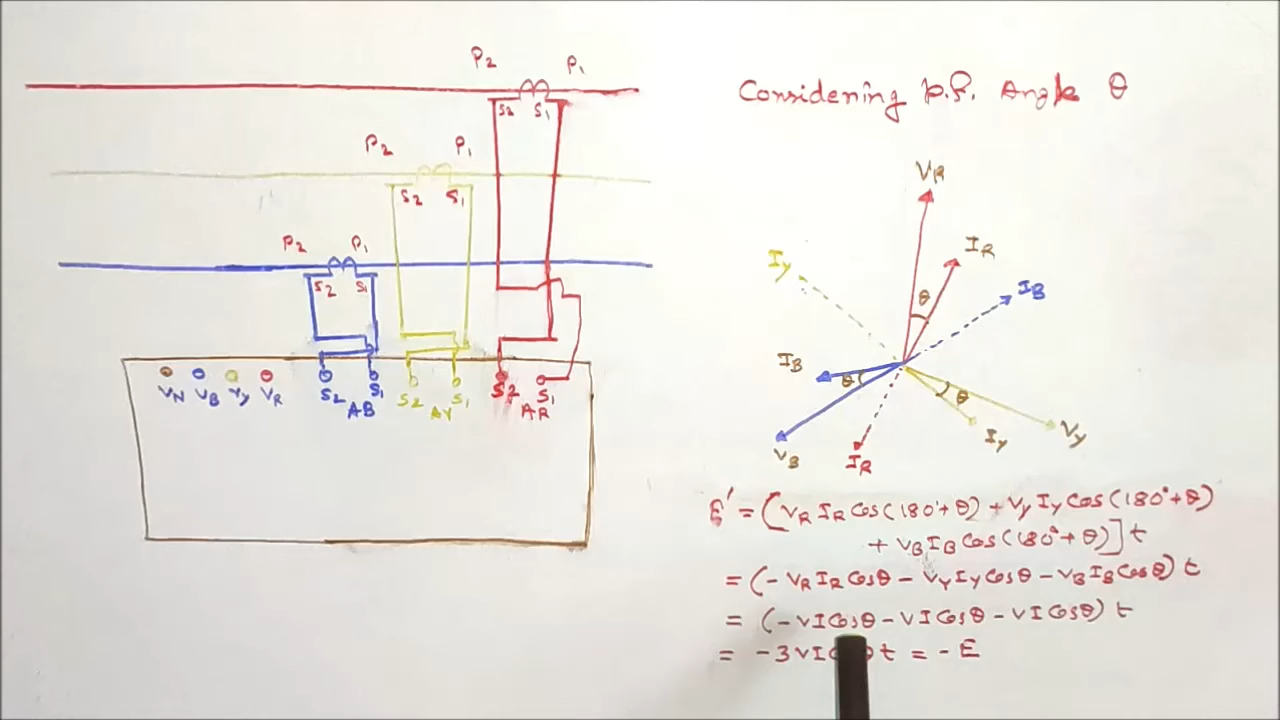 P2 P1
S2 S1
P2 P1
S2 S1
P2 P1
S2 S1
VN VB Yy VR S2 S1 S2 S1 S2 S1
AB AY AR
Considering p.f. Angle θ
VR
IR
Iy
IB
θ
IB
θ
θ
VB
IR
Iy
Vy
E' = (VR IR Cos(180°+θ) + Vy Iy Cos(180°+θ)
+ VB IB Cos(180°+θ)] t
= (- VR IR Cosθ - Vy Iy Cosθ - VB IB Cosθ) t
= (- VI Cosθ - VI Cosθ - VI Cosθ) t
= - 3VI t = - E